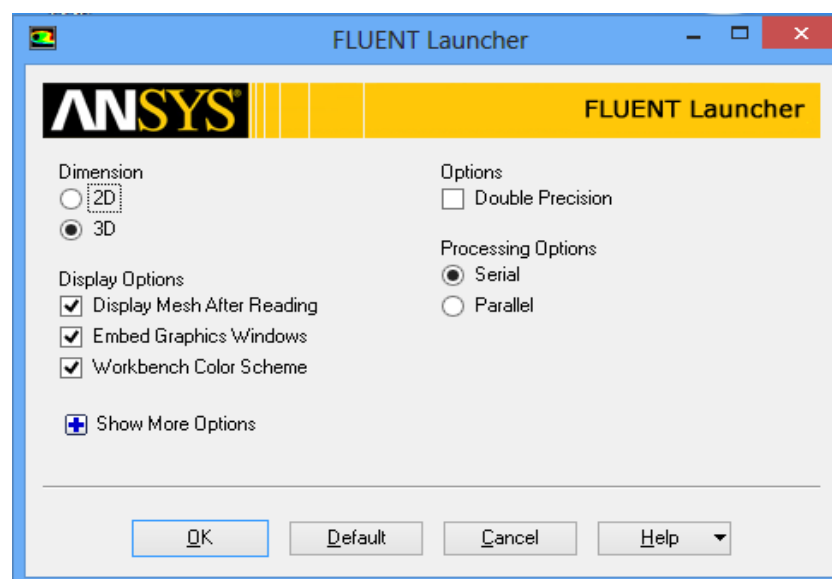 FLUENT Launcher
ANSYS
FLUENT Launcher
Dimension
2D
3D
Display Options
Display Mesh After Reading
Embed Graphics Windows
Workbench Color Scheme
Show More Options
Options
Double Precision
Processing Options
Serial
Parallel
OK
Default
Cancel
Help